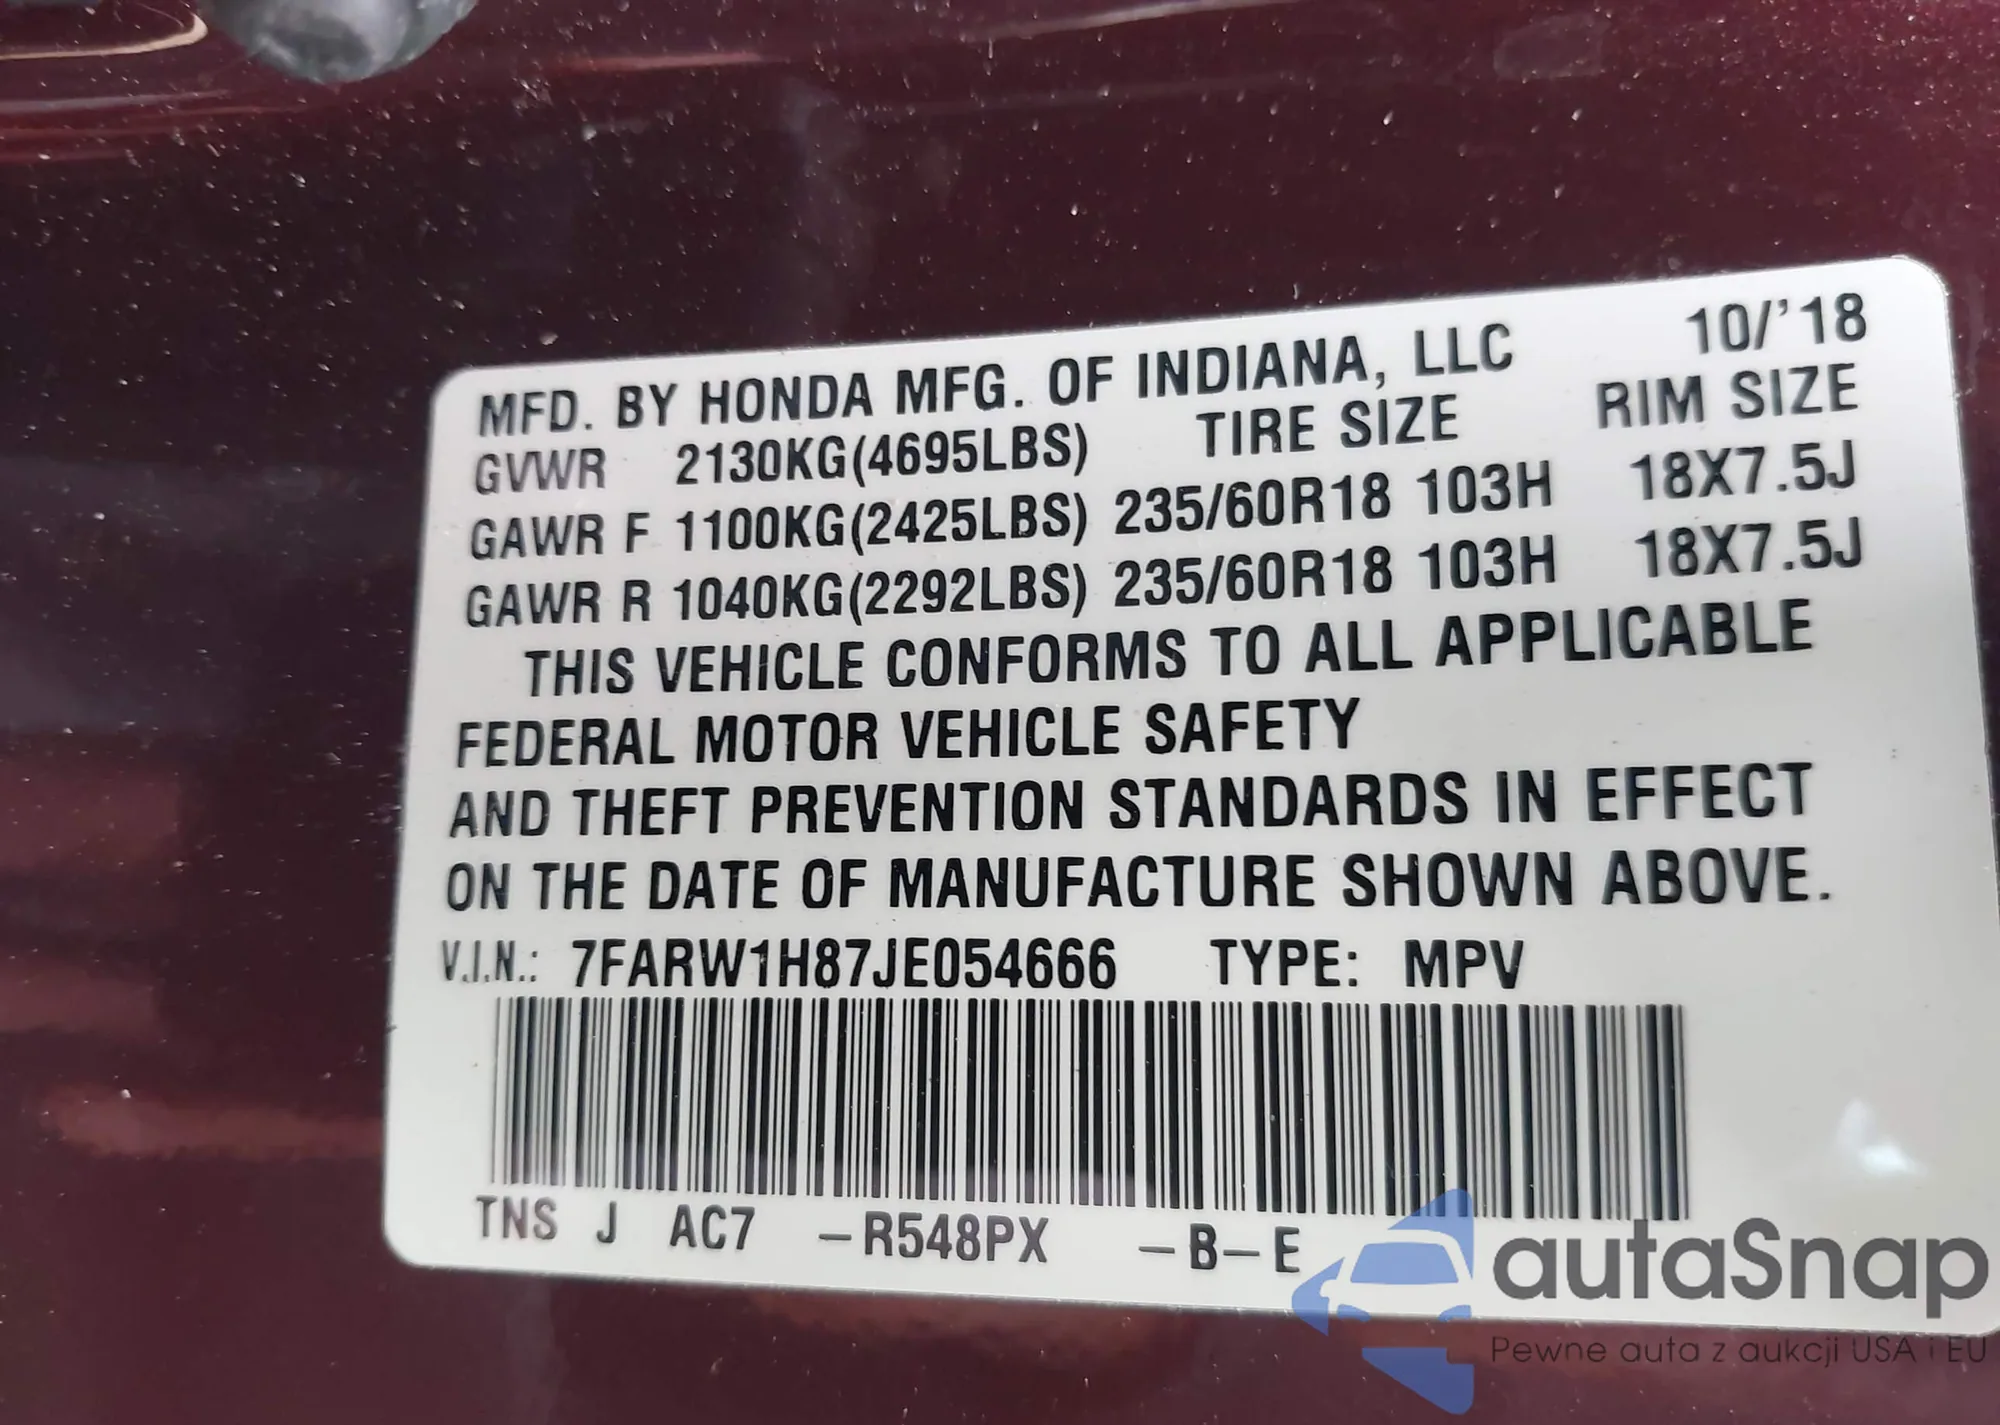 MFD. BY HONDA MFG. OF INDIANA, LLC 10/'18
GVWR 2130KG(4695LBS) TIRE SIZE RIM SIZE
GAWR F 1100KG(2425LBS) 235/60R18 103H 18X7.5J
GAWR R 1040KG(2292LBS) 235/60R18 103H 18X7.5J
THIS VEHICLE CONFORMS TO ALL APPLICABLE
FEDERAL MOTOR VEHICLE SAFETY
AND THEFT PREVENTION STANDARDS IN EFFECT
ON THE DATE OF MANUFACTURE SHOWN ABOVE.
V.I.N.: 7FARW1H87JE054666 TYPE: MPV
TNS J AC7 –R548PX –B–E
autaSnap
Pewne auta z aukcji USA i EU